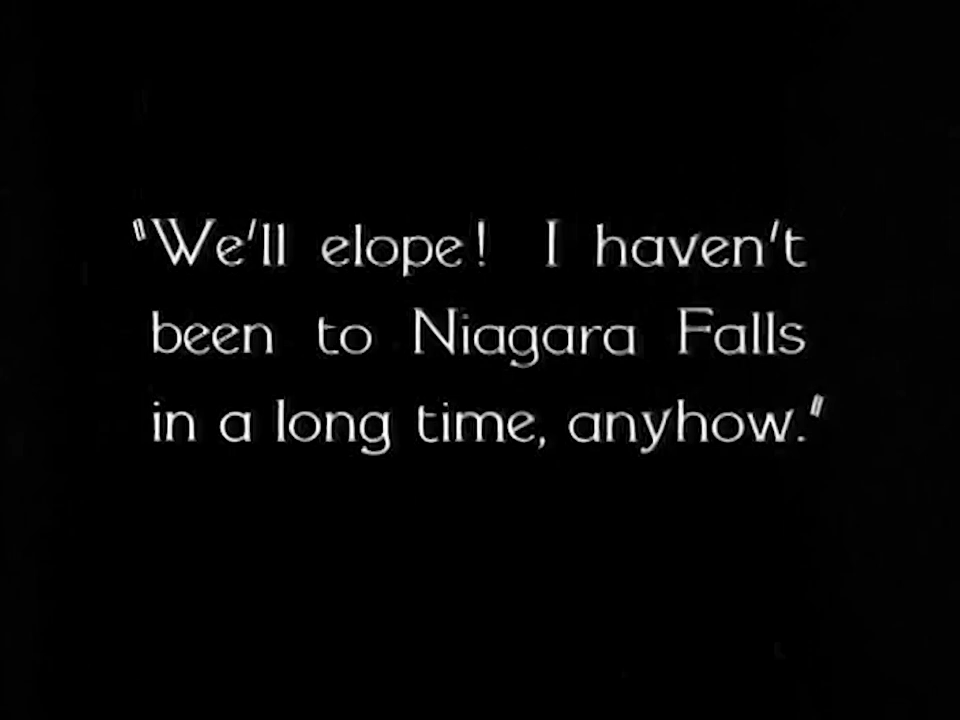 "We'll elope! I haven't
been to Niagara Falls
in a long time, anyhow."